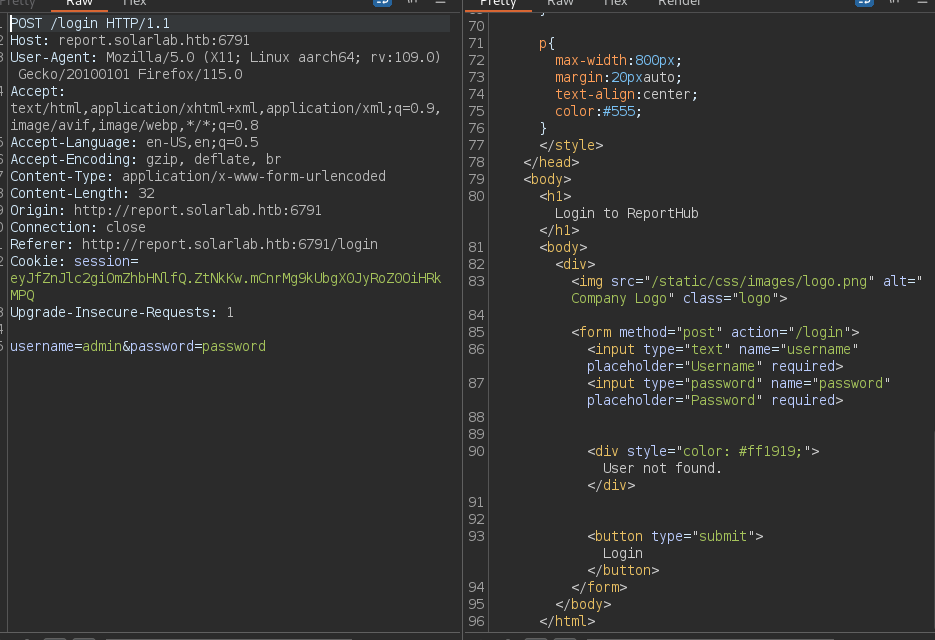 Pretty Raw Hex
POST /login HTTP/1.1
Host: report.solarlab.htb:6791
User-Agent: Mozilla/5.0 (X11; Linux aarch64; rv:109.0)
Gecko/20100101 Firefox/115.0
Accept:
text/html,application/xhtml+xml,application/xml;q=0.9,
image/avif,image/webp,*/*;q=0.8
Accept-Language: en-US,en;q=0.5
Accept-Encoding: gzip, deflate, br
Content-Type: application/x-www-form-urlencoded
Content-Length: 32
Origin: http://report.solarlab.htb:6791
Connection: close
Referer: http://report.solarlab.htb:6791/login
Cookie: session=
eyJfZnJlc2giOmZhbHNlfQ.ZtNkKw.mCnrMg9kUbgXOJyRoZOOiHRk
MPQ
Upgrade-Insecure-Requests: 1
username=admin&password=password
Pretty Raw Hex Render
70
71 p{
72 max-width:800px;
73 margin:20pxauto;
74 text-align:center;
75 color:#555;
76 }
77 </style>
78 </head>
79 <body>
80 <h1>
Login to ReportHub
</h1>
81 <body>
82 <div>
83 <img src="/static/css/images/logo.png" alt="
Company Logo" class="logo">
84
85 <form method="post" action="/login">
86 <input type="text" name="username"
placeholder="Username" required>
87 <input type="password" name="password"
placeholder="Password" required>
88
89
90 <div style="color: #ff1919;">
User not found.
</div>
91
92
93 <button type="submit">
Login
</button>
94 </form>
95 </body>
96 </html>